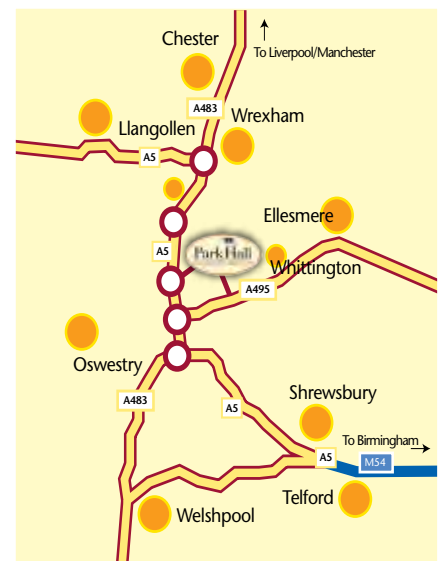 Chester
To Liverpool/Manchester
A483
Llangollen
Wrexham
A5
Ellesmere
A5
Park Hall
Whittington
A495
Oswestry
A483
A5
Shrewsbury
To Birmingham
A5
M54
Telford
Welshpool